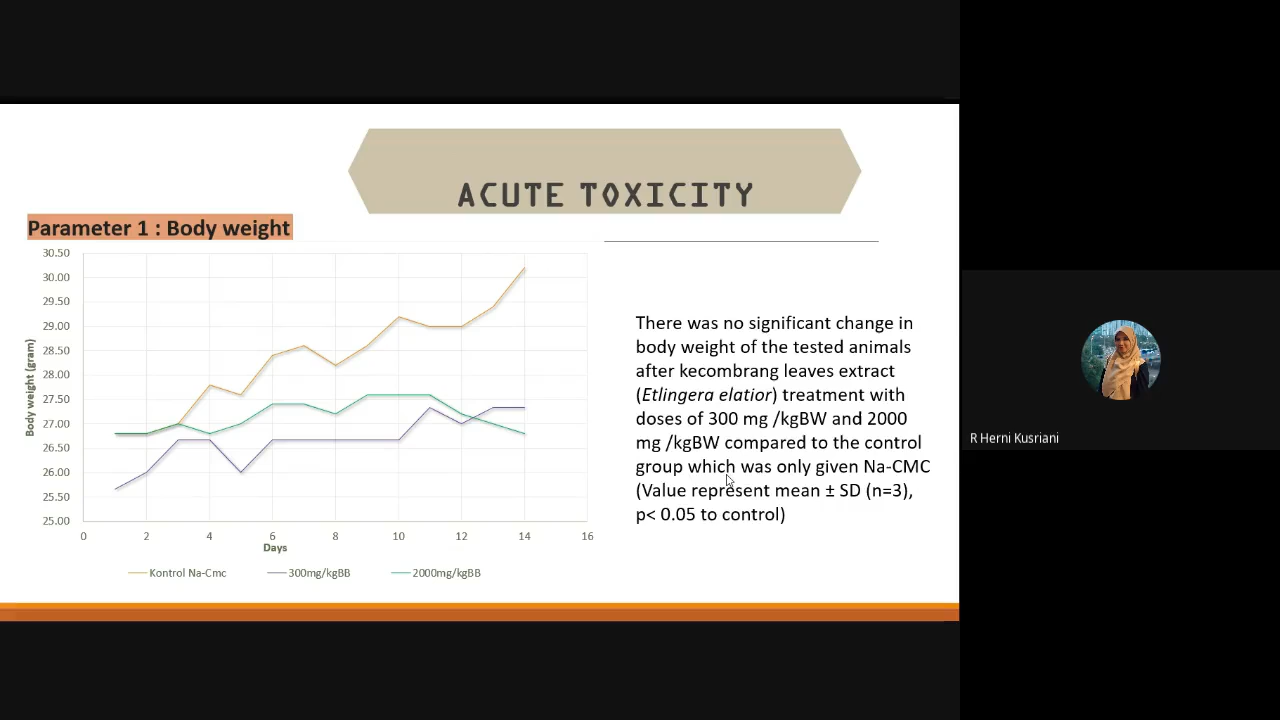 ACUTE TOXICITY
Parameter 1 : Body weight
30.50
30.00
29.50
29.00
28.50
28.00
27.50
27.00
26.50
26.00
25.50
25.00
Body weight (gram)
0 2 4 6 8 10 12 14 16
Days
Kontrol Na-Cmc 300mg/kgBB 2000mg/kgBB
There was no significant change in
body weight of the tested animals
after kecombrang leaves extract
(Etlingera elatior) treatment with
doses of 300 mg /kgBW and 2000
mg /kgBW compared to the control
group which was only given Na-CMC
(Value represent mean ± SD (n=3),
p< 0.05 to control)
R Herni Kusriani